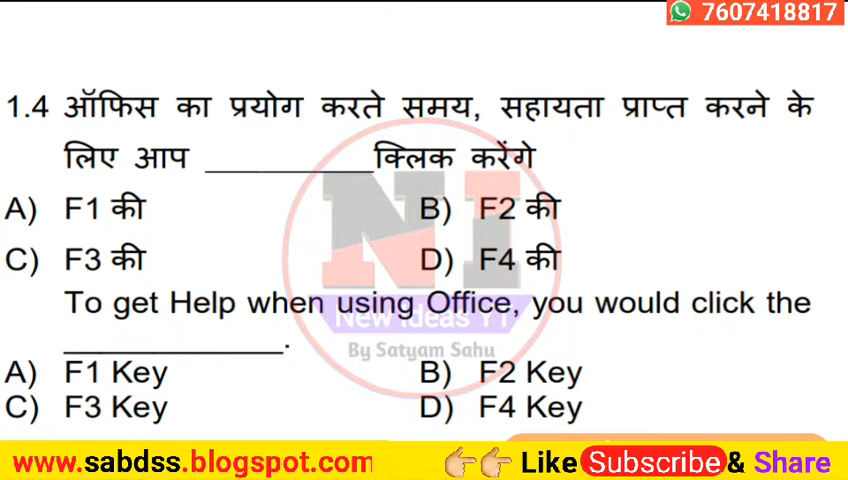 7607418817
1.4 ऑफिस का प्रयोग करते समय, सहायता प्राप्त करने के
लिए आप __________ क्लिक करेंगे
A) F1 की B) F2 की
C) F3 की D) F4 की
To get Help when using Office, you would click the
_____________.
A) F1 Key B) F2 Key
C) F3 Key D) F4 Key
NI
New Ideas YT
By Satyam Sahu
www.sabdss.blogspot.com 👉🏼👉🏼 Like Subscribe & Share